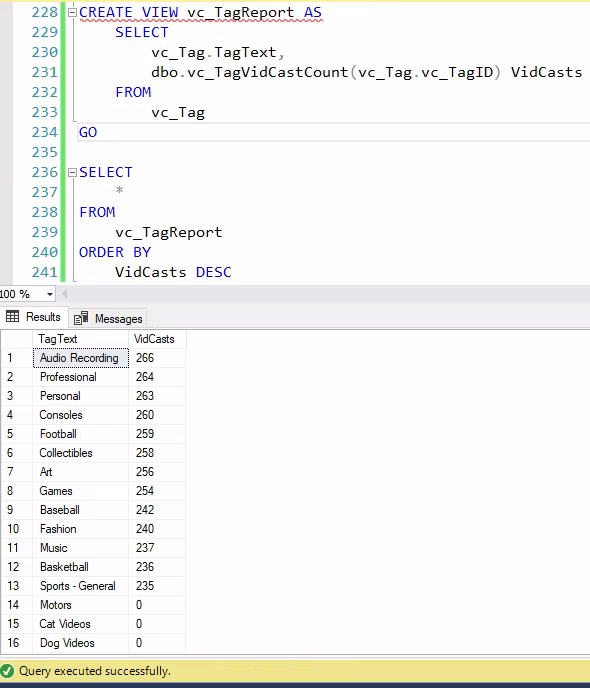 228 CREATE VIEW vc_TagReport AS
229 SELECT
230 vc_Tag.TagText,
231 dbo.vc_TagVidCastCount(vc_Tag.vc_TagID) VidCasts
232 FROM
233 vc_Tag
234 GO
235
236 SELECT
237 *
238 FROM
239 vc_TagReport
240 ORDER BY
241 VidCasts DESC
100 %
Results Messages
TagText VidCasts
1 Audio Recording 266
2 Professional 264
3 Personal 263
4 Consoles 260
5 Football 259
6 Collectibles 258
7 Art 256
8 Games 254
9 Baseball 242
10 Fashion 240
11 Music 237
12 Basketball 236
13 Sports - General 235
14 Motors 0
15 Cat Videos 0
16 Dog Videos 0
Query executed successfully.